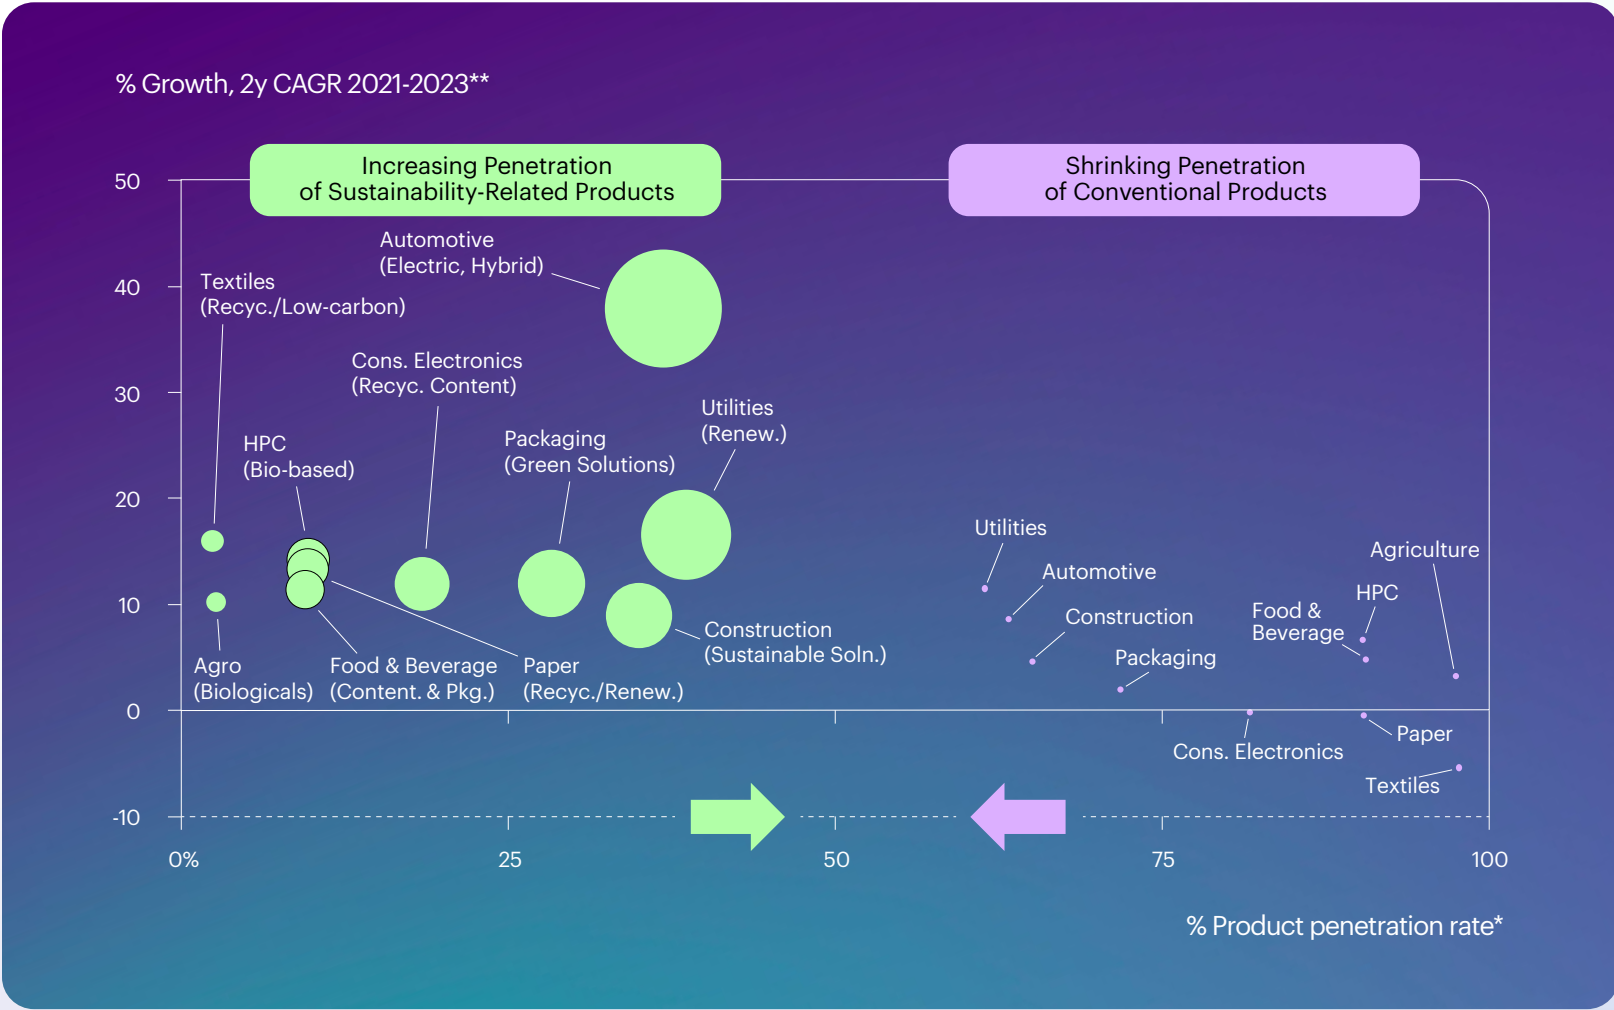 % Growth, 2y CAGR 2021-2023**
Increasing Penetration
of Sustainability-Related Products
Shrinking Penetration
of Conventional Products
50
40
30
20
10
0
-10
Automotive
(Electric, Hybrid)
Textiles
(Recyc./Low-carbon)
Cons. Electronics
(Recyc. Content)
Utilities
(Renew.)
HPC
(Bio-based)
Packaging
(Green Solutions)
Construction
(Sustainable Soln.)
Agro
(Biologicals)
Food & Beverage
(Content. & Pkg.)
Paper
(Recyc./Renew.)
Utilities
Automotive
Construction
Packaging
Agriculture
HPC
Food &
Beverage
Cons. Electronics
Paper
Textiles
0%
25
50
75
100
% Product penetration rate*